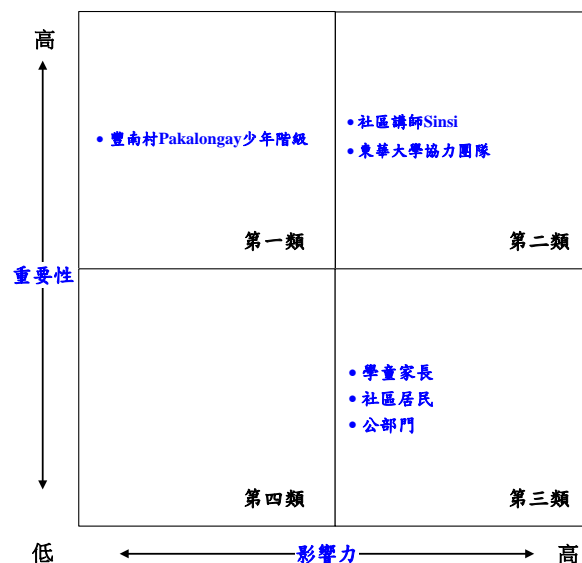 高
• 豐南村Pakalongay少年階級
• 社區講師Sinsi
• 東華大學協力團隊
第一類
第二類
重要性
• 學童家長
• 社區居民
• 公部門
第四類
第三類
低
影響力
高